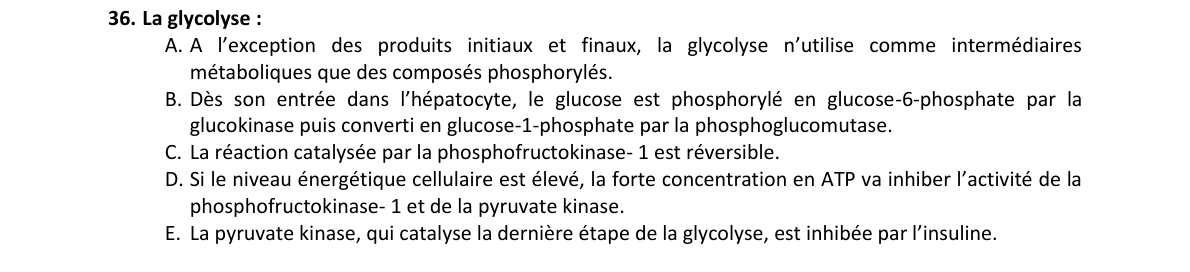 36. La glycolyse :
A. A l’exception des produits initiaux et finaux, la glycolyse n’utilise comme intermédiaires
métaboliques que des composés phosphorylés.
B. Dès son entrée dans l’hépatocyte, le glucose est phosphorylé en glucose-6-phosphate par la
glucokinase puis converti en glucose-1-phosphate par la phosphoglucomutase.
C. La réaction catalysée par la phosphofructokinase- 1 est réversible.
D. Si le niveau énergétique cellulaire est élevé, la forte concentration en ATP va inhiber l’activité de la
phosphofructokinase- 1 et de la pyruvate kinase.
E. La pyruvate kinase, qui catalyse la dernière étape de la glycolyse, est inhibée par l’insuline.